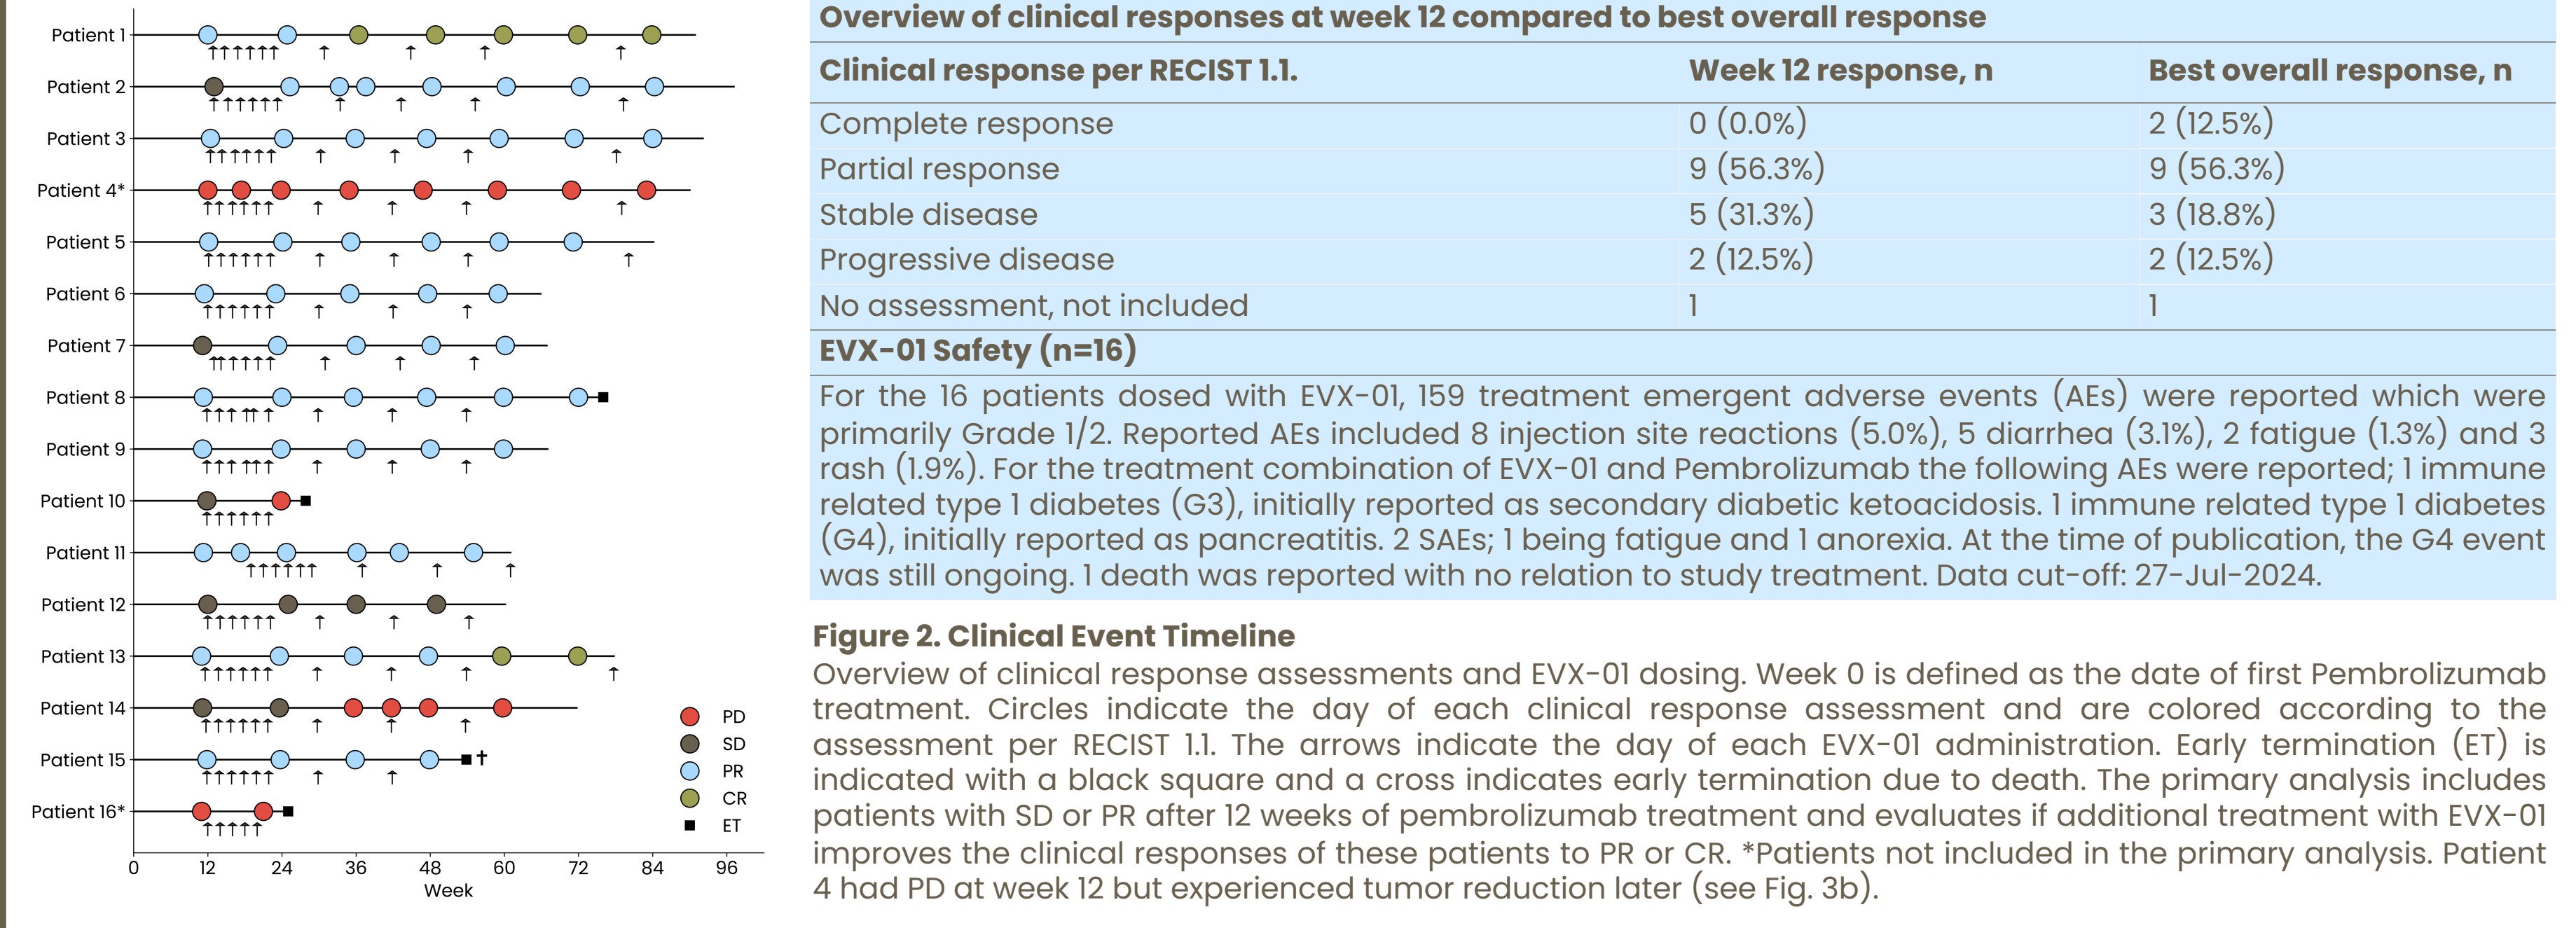 Patient 1
Patient 2
Patient 3
Patient 4*
Patient 5
Patient 6
Patient 7
Patient 8
Patient 9
Patient 10
Patient 11
Patient 12
Patient 13
Patient 14
Patient 15
Patient 16*
PD
SD
PR
CR
ET
0 12 24 36 48 60 72 84 96
Week
Overview of clinical responses at week 12 compared to best overall response
Clinical response per RECIST 1.1. Week 12 response, n Best overall response, n
Complete response 0 (0.0%) 2 (12.5%)
Partial response 9 (56.3%) 9 (56.3%)
Stable disease 5 (31.3%) 3 (18.8%)
Progressive disease 2 (12.5%) 2 (12.5%)
No assessment, not included 1 1
EVX-01 Safety (n=16)
For the 16 patients dosed with EVX-01, 159 treatment emergent adverse events (AEs) were reported which were
primarily Grade 1/2. Reported AEs included 8 injection site reactions (5.0%), 5 diarrhea (3.1%), 2 fatigue (1.3%) and 3
rash (1.9%). For the treatment combination of EVX-01 and Pembrolizumab the following AEs were reported; 1 immune
related type 1 diabetes (G3), initially reported as secondary diabetic ketoacidosis. 1 immune related type 1 diabetes
(G4), initially reported as pancreatitis. 2 SAEs; 1 being fatigue and 1 anorexia. At the time of publication, the G4 event
was still ongoing. 1 death was reported with no relation to study treatment. Data cut-off: 27-Jul-2024.
Figure 2. Clinical Event Timeline
Overview of clinical response assessments and EVX-01 dosing. Week 0 is defined as the date of first Pembrolizumab
treatment. Circles indicate the day of each clinical response assessment and are colored according to the
assessment per RECIST 1.1. The arrows indicate the day of each EVX-01 administration. Early termination (ET) is
indicated with a black square and a cross indicates early termination due to death. The primary analysis includes
patients with SD or PR after 12 weeks of pembrolizumab treatment and evaluates if additional treatment with EVX-01
improves the clinical responses of these patients to PR or CR. *Patients not included in the primary analysis. Patient
4 had PD at week 12 but experienced tumor reduction later (see Fig. 3b).